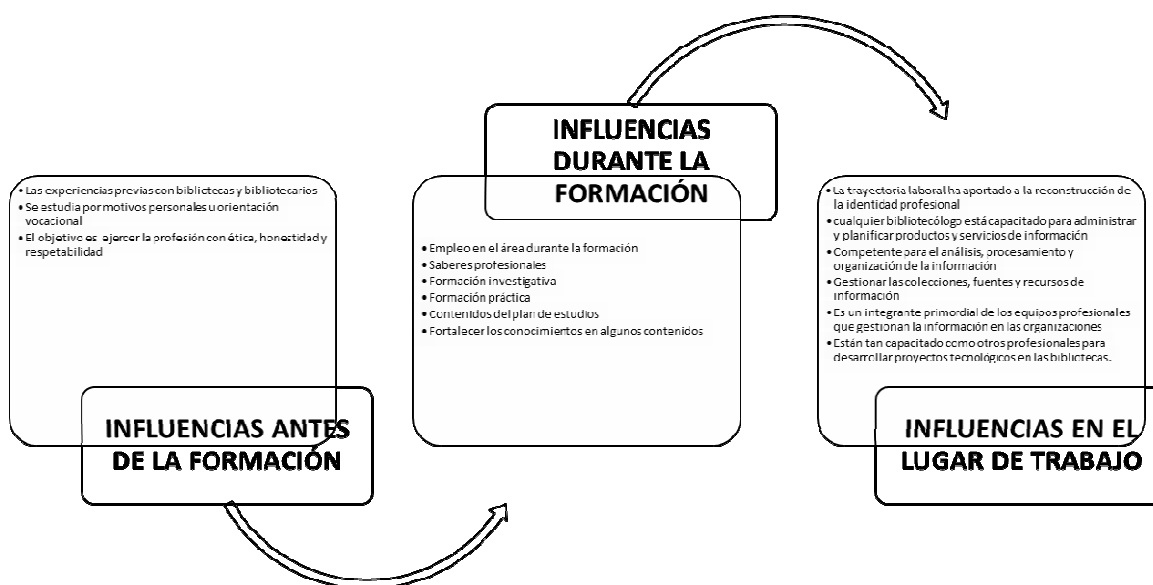 • Las experiencias previas con bibliotecas y bibliotecarios
• Se estudia por motivos personales u orientación
vocacional
• El objetivo es ejercer la profesión con ética, honestidad y
respetabilidad
INFLUENCIAS ANTES
DE LA FORMACIÓN
INFLUENCIAS
DURANTE LA
FORMACIÓN
• Empleo en el área durante la formación
• Saberes profesionales
• Formación investigativa
• Formación práctica
• Contenidos del plan de estudios
• Fortalecer los conocimientos en algunos contenidos
• La trayectoria laboral ha aportado a la reconstrucción de
la identidad profesional
• cualquier bibliotecólogo está capacitado para administrar
y planificar productos y servicios de información
• Competente para el análisis, procesamiento y
organización de la información
• Gestionar las colecciones, fuentes y recursos de
información
• Es un integrante primordial de los equipos profesionales
que gestionan la información en las organizaciones
• Están tan capacitado como otros profesionales para
desarrollar proyectos tecnológicos en las bibliotecas.
INFLUENCIAS EN EL
LUGAR DE TRABAJO